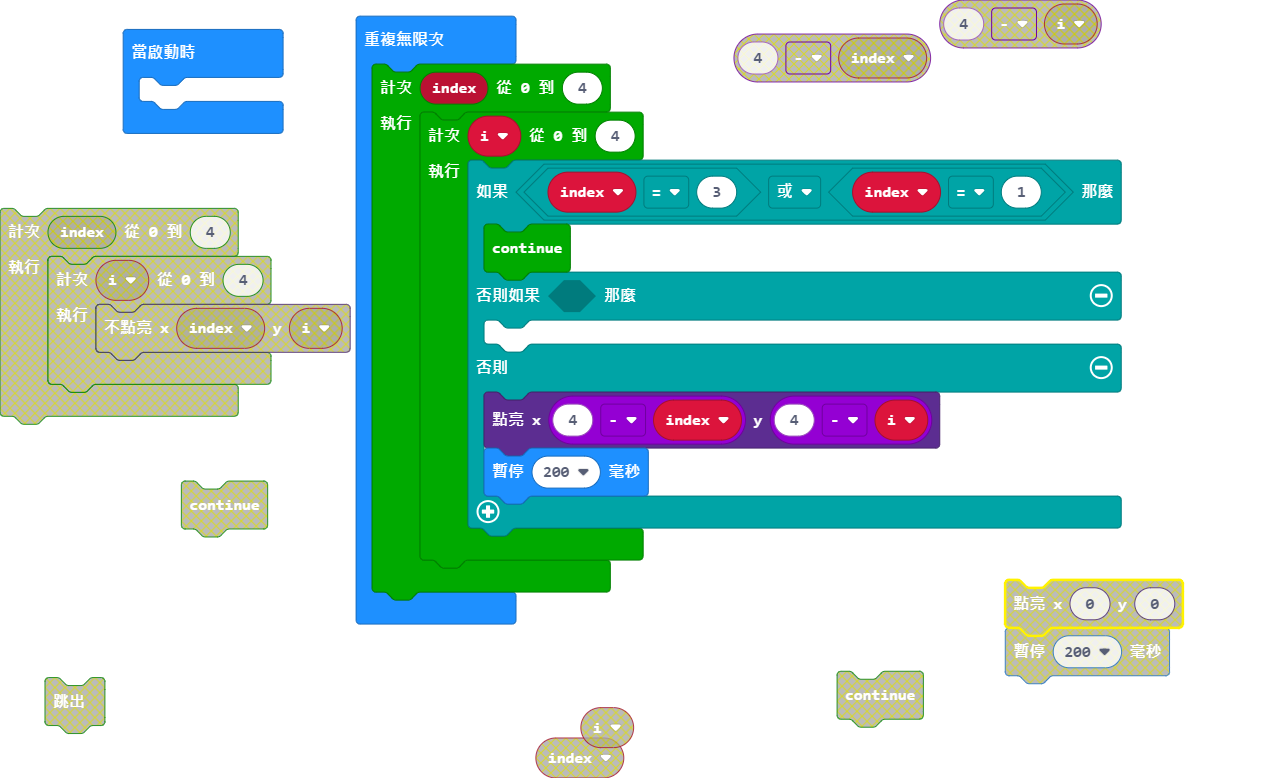 當啟動時
重複無限次
計次 index 從 0 到 4
執行
計次 i 從 0 到 4
執行
如果 index = 3 或 index = 1 那麼
continue
否則如果 那麼
否則
點亮 x 4 - index y 4 - i
暫停 200 毫秒
4 - index
4 - i
計次 index 從 0 到 4
執行
計次 i 從 0 到 4
執行
不點亮 x index y i
continue
跳出
i
index
continue
點亮 x 0 y 0
暫停 200 毫秒